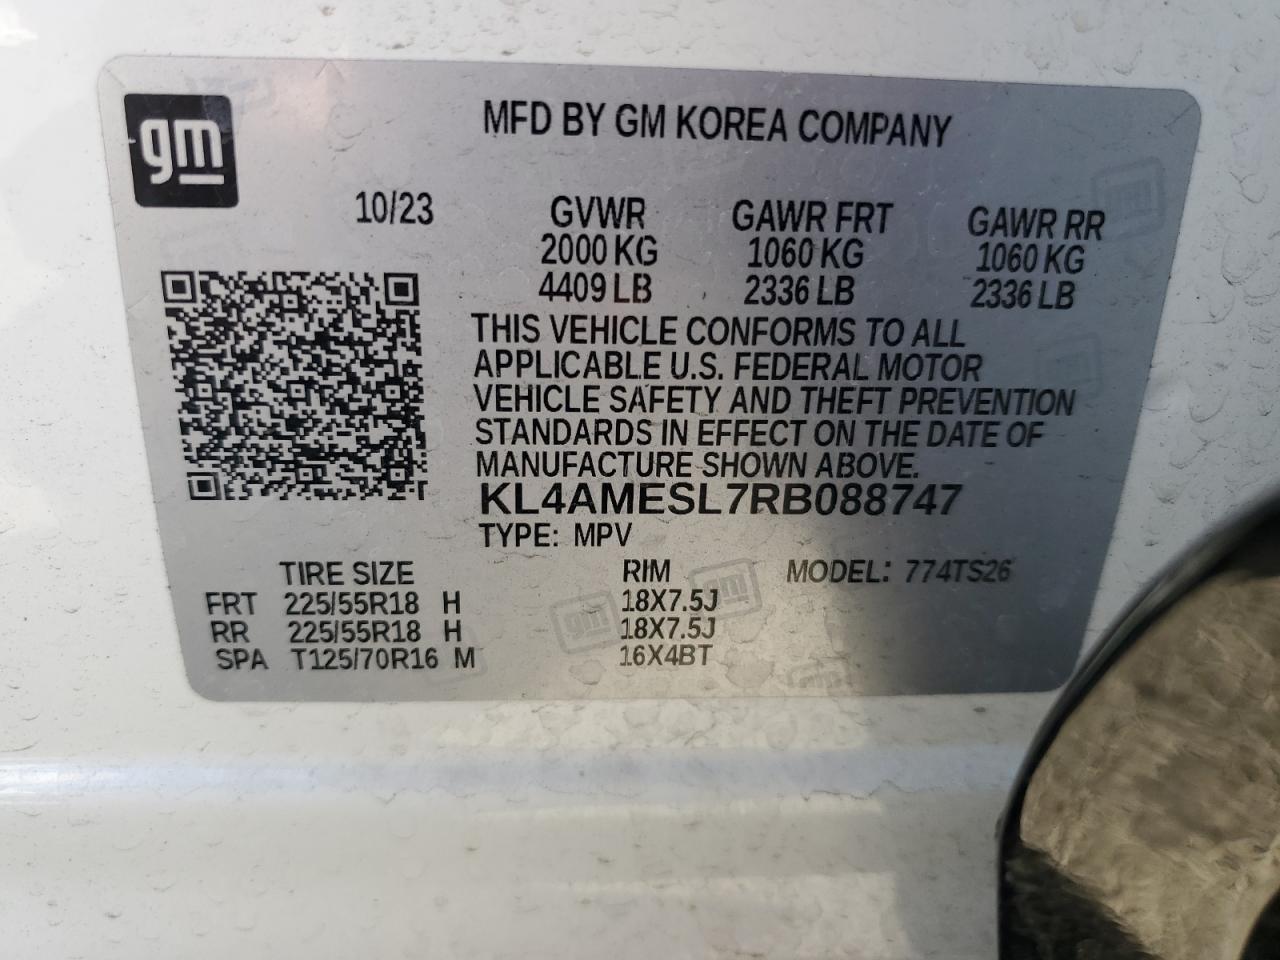 gm
MFD BY GM KOREA COMPANY
10/23 GVWR GAWR FRT GAWR RR
2000 KG 1060 KG 1060 KG
4409 LB 2336 LB 2336 LB
THIS VEHICLE CONFORMS TO ALL
APPLICABLE U.S. FEDERAL MOTOR
VEHICLE SAFETY AND THEFT PREVENTION
STANDARDS IN EFFECT ON THE DATE OF
MANUFACTURE SHOWN ABOVE.
KL4AMESL7RB088747
TYPE: MPV
TIRE SIZE RIM MODEL: 774TS26
FRT 225/55R18 H 18X7.5J
RR 225/55R18 H 18X7.5J
SPA T125/70R16 M 16X4BT